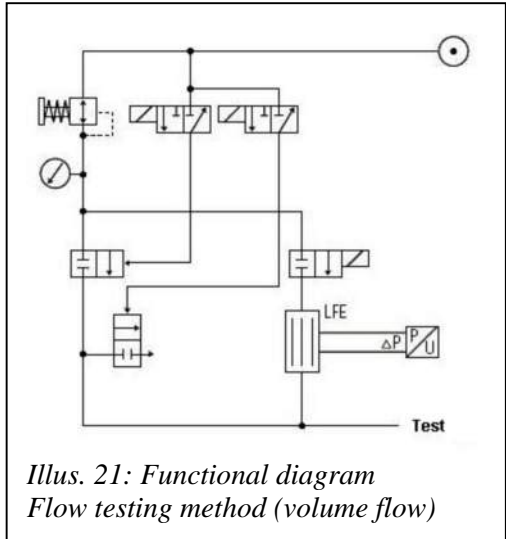 LFE
ΔP
P
U
Test
Illus. 21: Functional diagram
Flow testing method (volume flow)